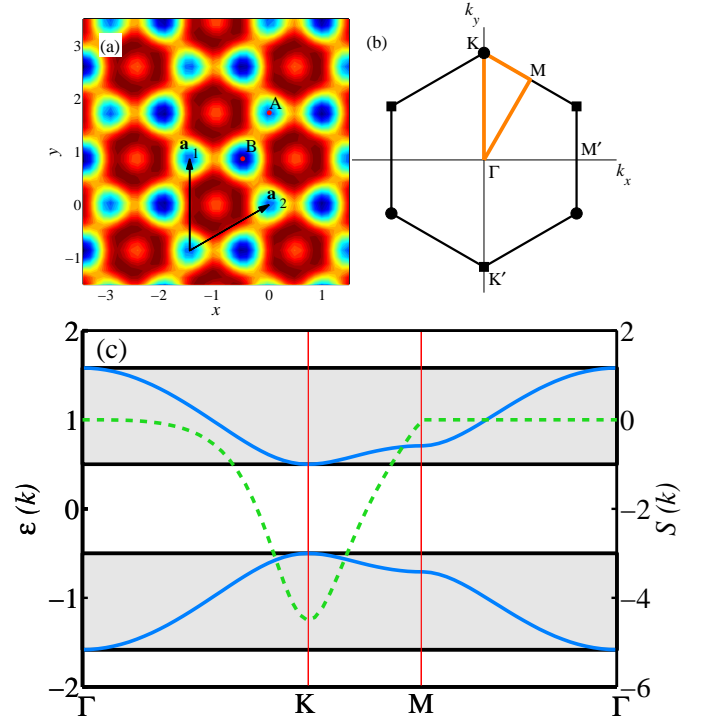 (a)
3
2
1
0
−1
y
−3 −2 −1 0 1
x
A
B
a1
a2
(b)
ky
K
M
M′
Γ
kx
K′
(c)
2
1
0
−1
−2
ε (k)
2
0
−2
−4
−6
S (k)
Γ K M Γ